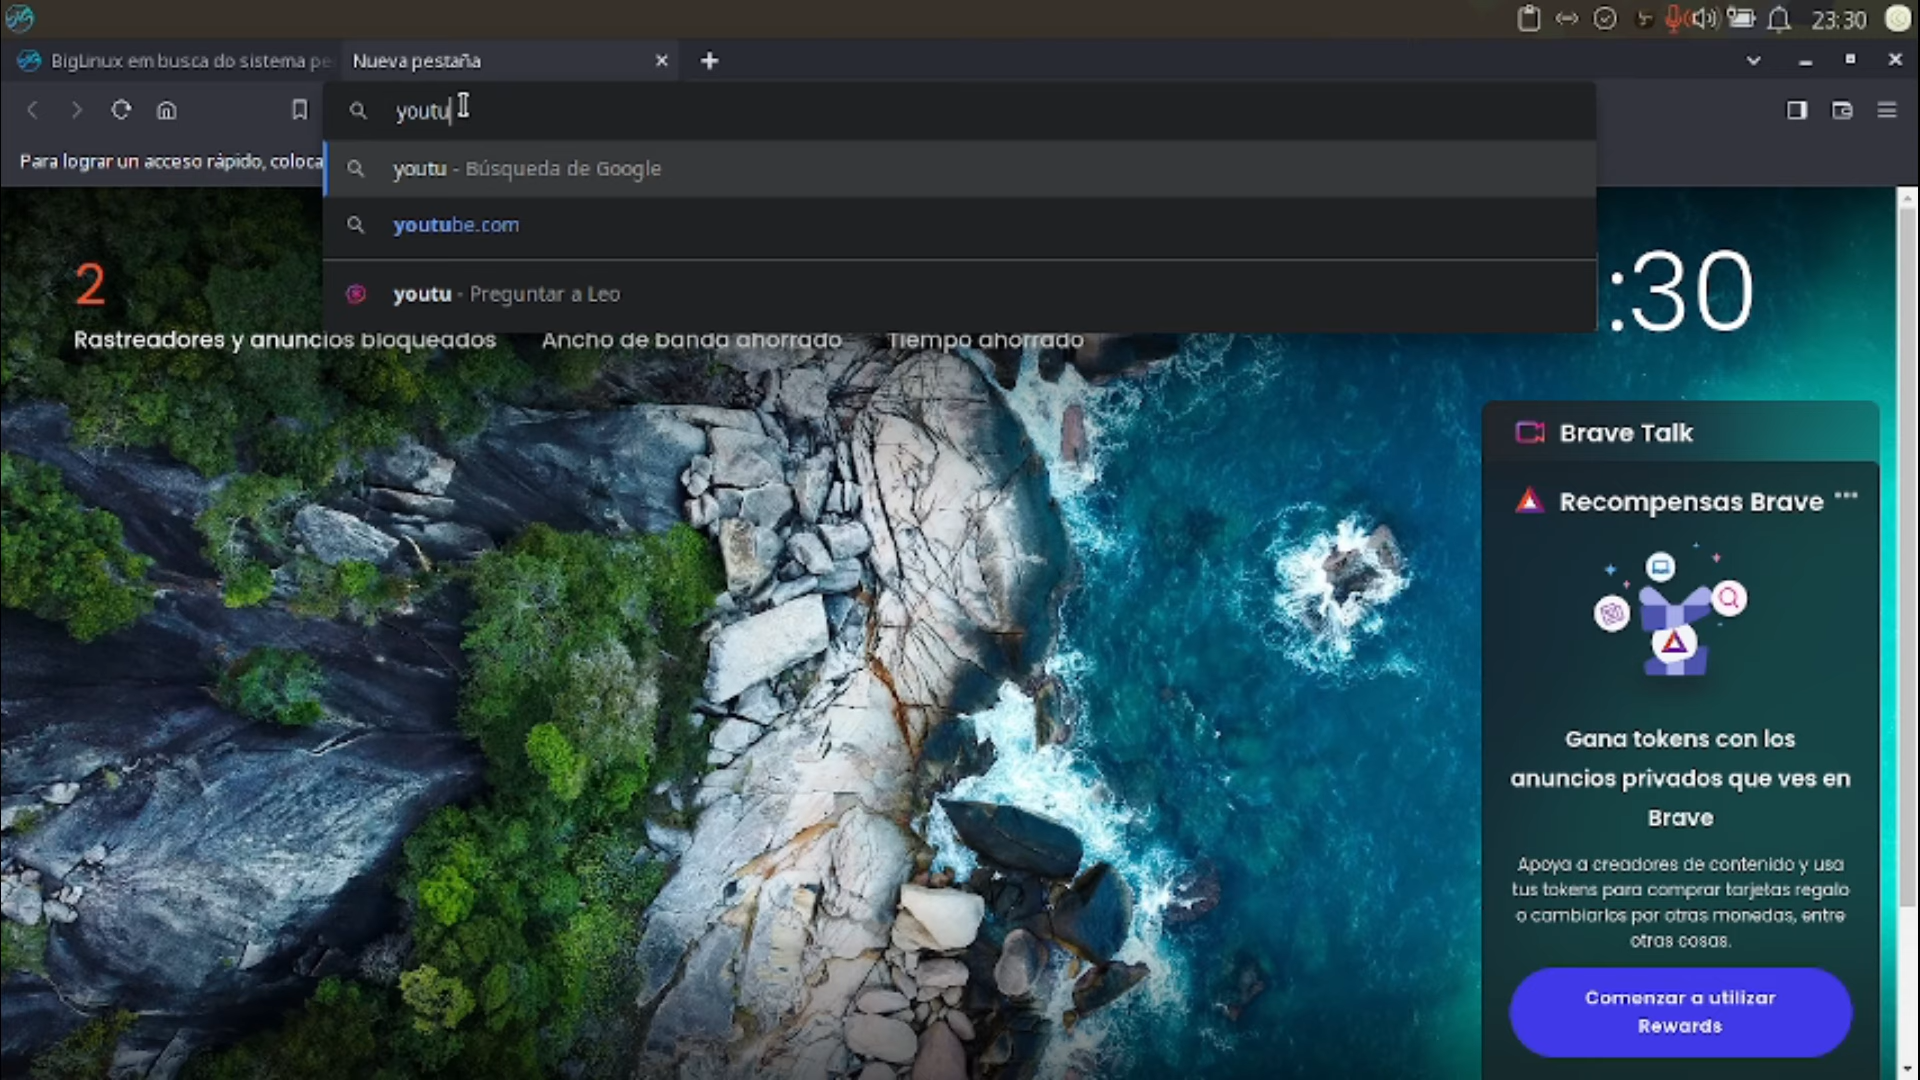 23:30
BigLinux em busca do sistema pe
Nueva pestaña
youtu
Para lograr un acceso rápido, coloca
youtu - Búsqueda de Google
youtube.com
youtu - Preguntar a Leo
2
:30
Rastreadores y anuncios bloqueados
Ancho de banda ahorrado
Tiempo ahorrado
Brave Talk
Recompensas Brave
Gana tokens con los
anuncios privados que ves en
Brave
Apoya a creadores de contenido y usa
tus tokens para comprar tarjetas regalo
o cambiarlos por otras monedas, entre
otras cosas.
Comenzar a utilizar
Rewards